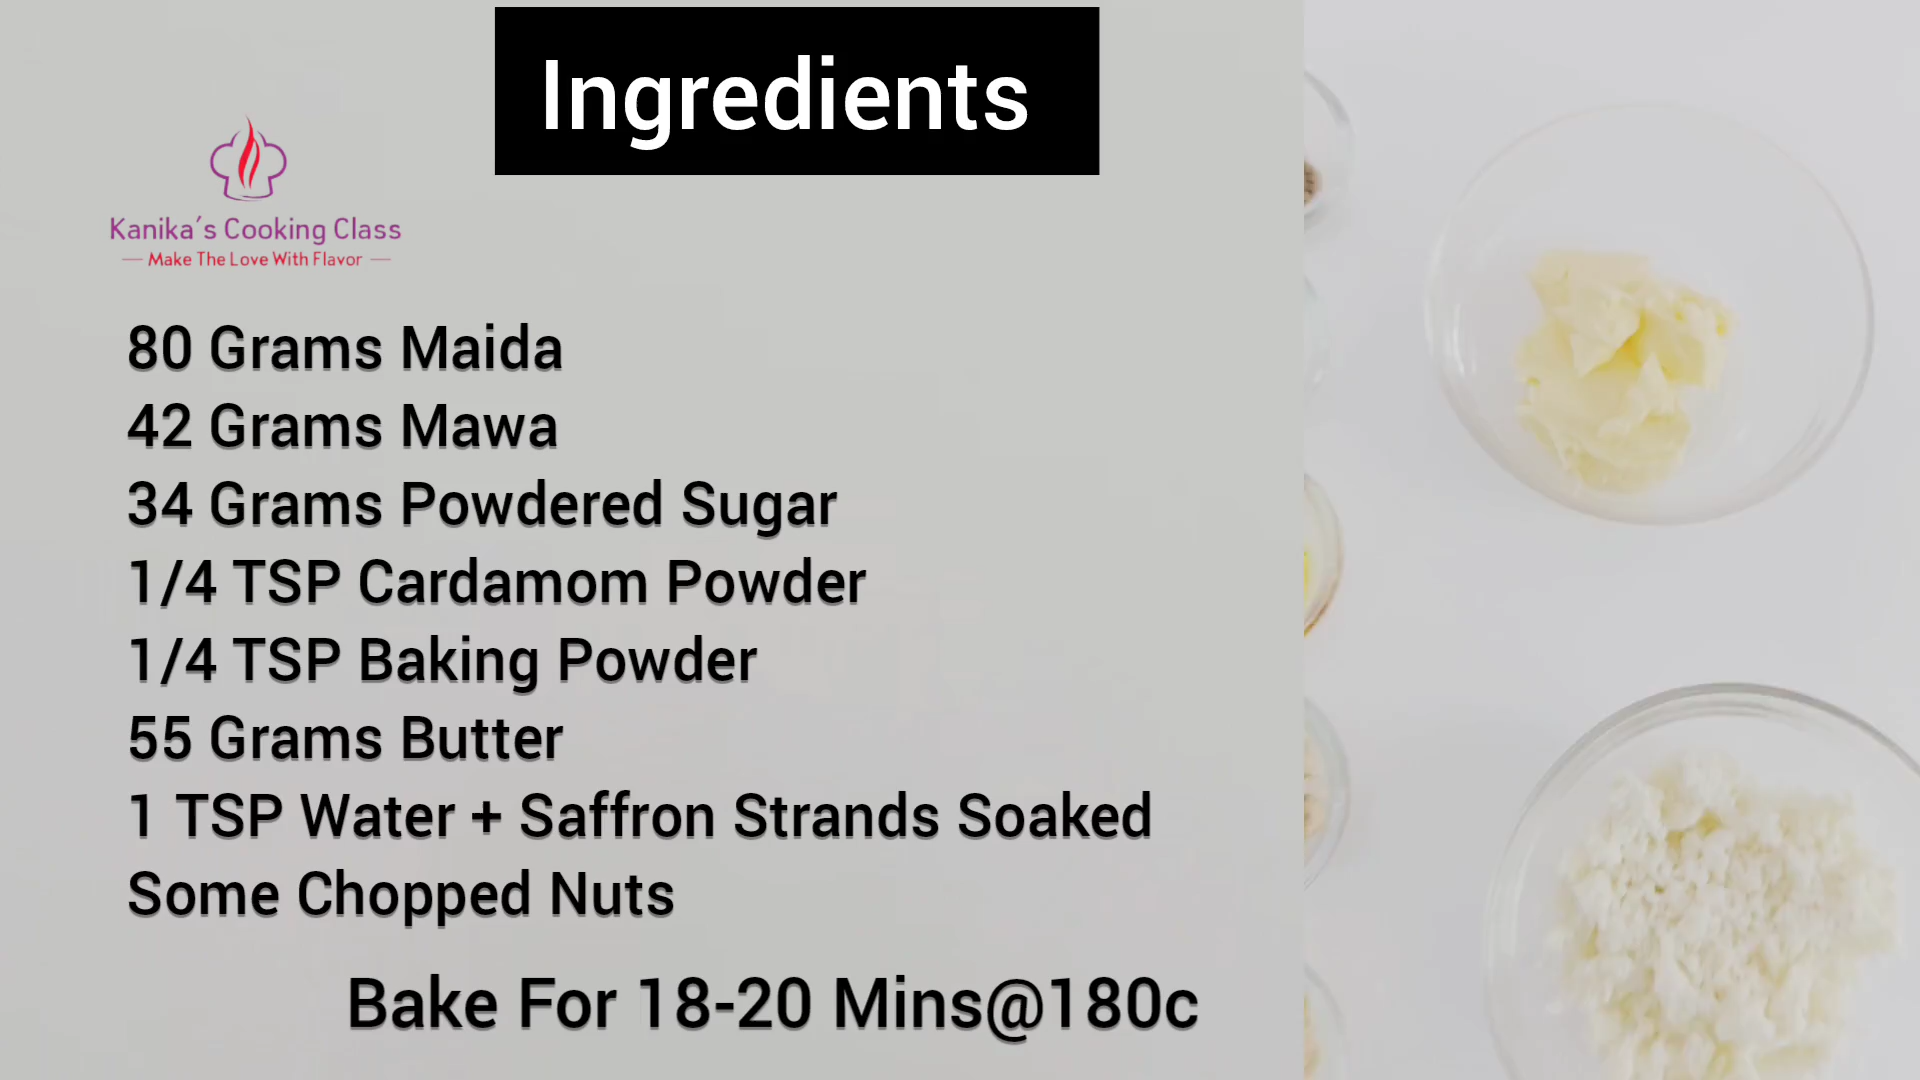 Ingredients
Kanika's Cooking Class
Make The Love With Flavor
80 Grams Maida
42 Grams Mawa
34 Grams Powdered Sugar
1/4 TSP Cardamom Powder
1/4 TSP Baking Powder
55 Grams Butter
1 TSP Water + Saffron Strands Soaked
Some Chopped Nuts
Bake For 18-20 Mins@180c